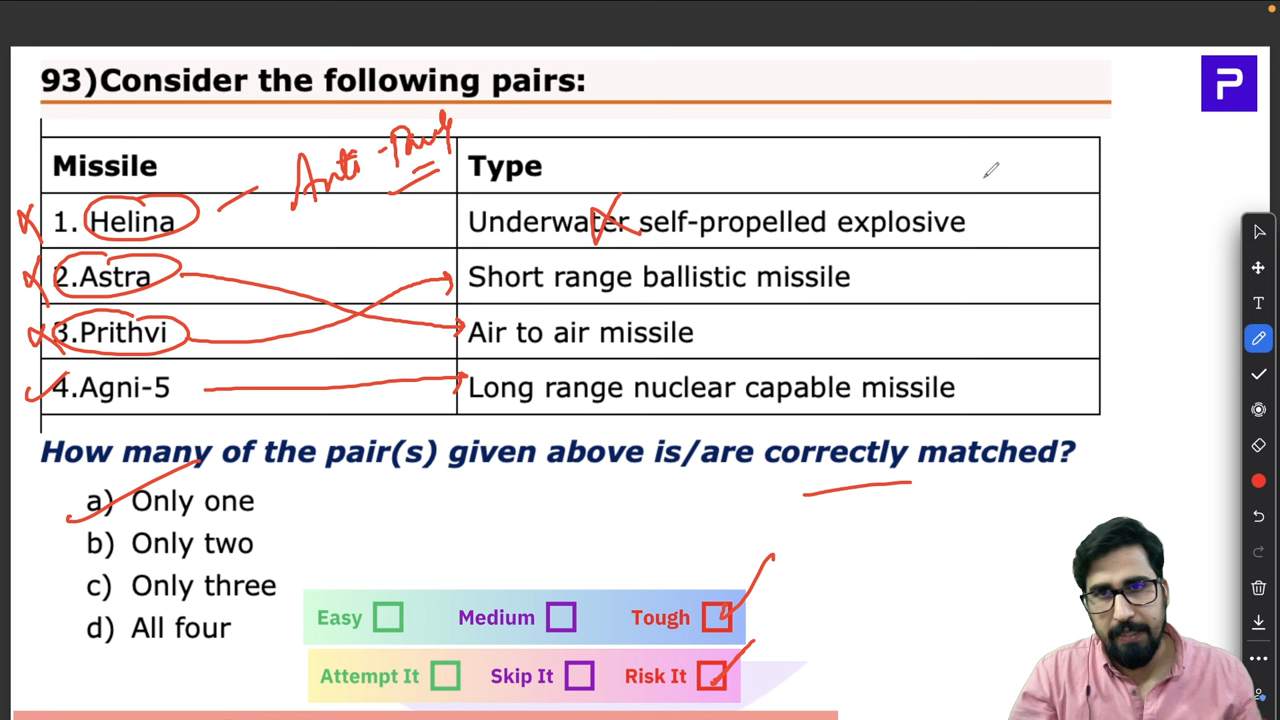 93)Consider the following pairs:
P
Anti-
Missile Type
1. Helina Underwater self-propelled explosive
2.Astra Short range ballistic missile
3.Prithvi Air to air missile
4.Agni-5 Long range nuclear capable missile
How many of the pair(s) given above is/are correctly matched?
a) Only one
b) Only two
c) Only three
d) All four
Easy Medium Tough
Attempt It Skip It Risk It
T